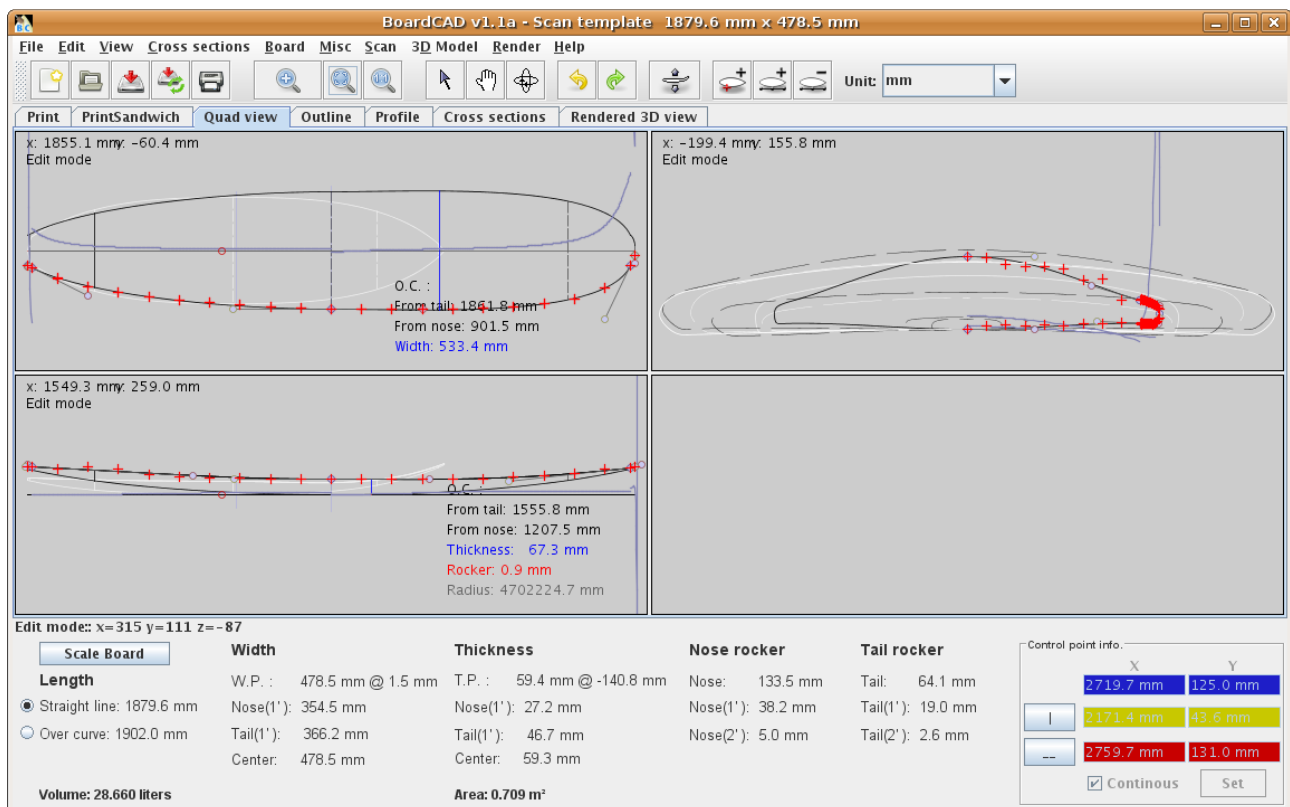 BoardCAD v1.1a - Scan template 1879.6 mm x 478.5 mm
File Edit View Cross sections Board Misc Scan 3D Model Render Help
Unit: mm
Print PrintSandwich Quad view Outline Profile Cross sections Rendered 3D view
x: 1855.1 mmy: -60.4 mm
Edit mode
O.C. :
From tail: 1861.8 mm
From nose: 901.5 mm
Width: 533.4 mm
x: -199.4 mmy: 155.8 mm
Edit mode
x: 1549.3 mmy: 259.0 mm
Edit mode
O.C. :
From tail: 1555.8 mm
From nose: 1207.5 mm
Thickness: 67.3 mm
Rocker: 0.9 mm
Radius: 4702224.7 mm
Edit mode:: x=315 y=111 z=-87
Scale Board
Length
Straight line: 1879.6 mm
Over curve: 1902.0 mm
Volume: 28.660 liters
Width
W.P. : 478.5 mm @ 1.5 mm
Nose(1'): 354.5 mm
Tail(1'): 366.2 mm
Center: 478.5 mm
Thickness
T.P. : 59.4 mm @ -140.8 mm
Nose(1'): 27.2 mm
Tail(1'): 46.7 mm
Center: 59.3 mm
Area: 0.709 m²
Nose rocker
Nose: 133.5 mm
Nose(1'): 38.2 mm
Nose(2'): 5.0 mm
Tail rocker
Tail: 64.1 mm
Tail(1'): 19.0 mm
Tail(2'): 2.6 mm
Control point info.
X Y
2719.7 mm 125.0 mm
| 2171.4 mm 43.6 mm
__ 2759.7 mm 131.0 mm
Continous Set